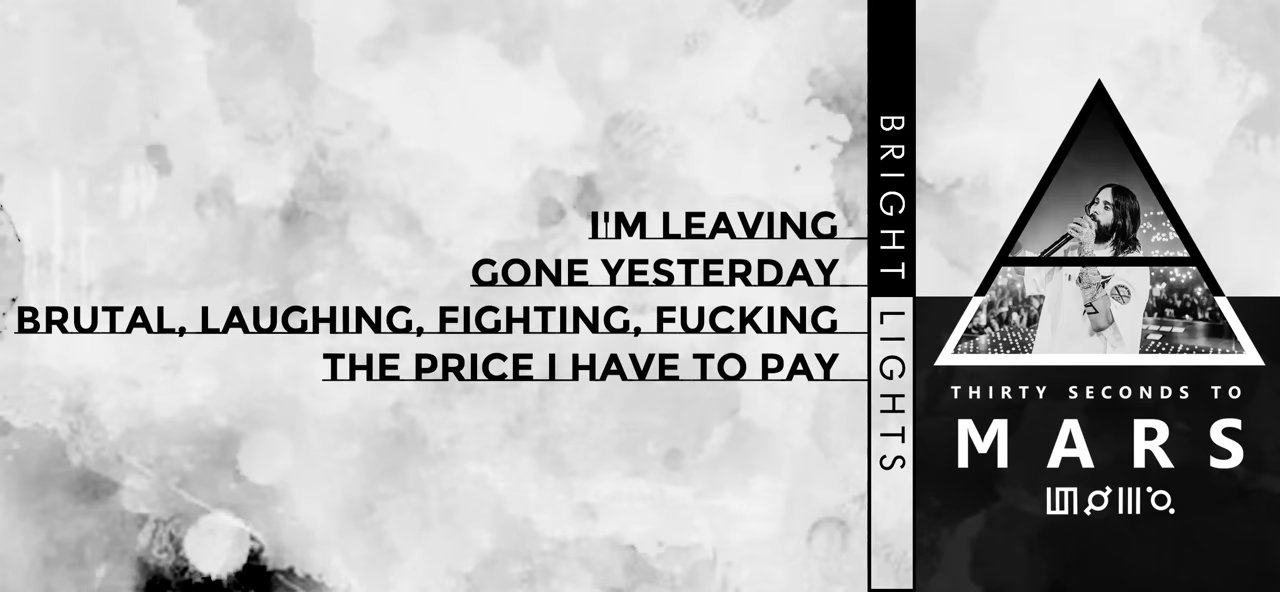 I'M LEAVING
GONE YESTERDAY
BRUTAL, LAUGHING, FIGHTING, FUCKING
THE PRICE I HAVE TO PAY
BRIGHT LIGHTS
THIRTY SECONDS TO
MARS